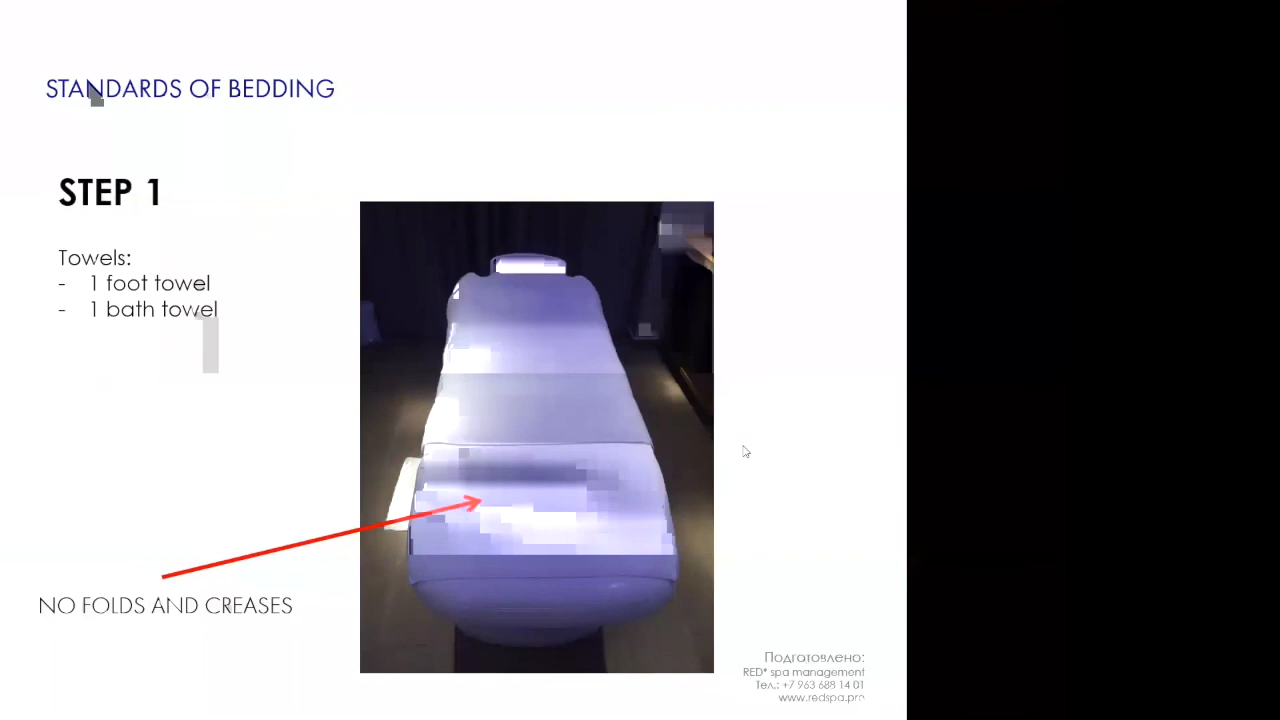 STANDARDS OF BEDDING
STEP 1
Towels:
- 1 foot towel
- 1 bath towel
NO FOLDS AND CREASES
Подготовлено:
RED* spa management
Тел.: +7 963 688 14 01
www.redspa.pro